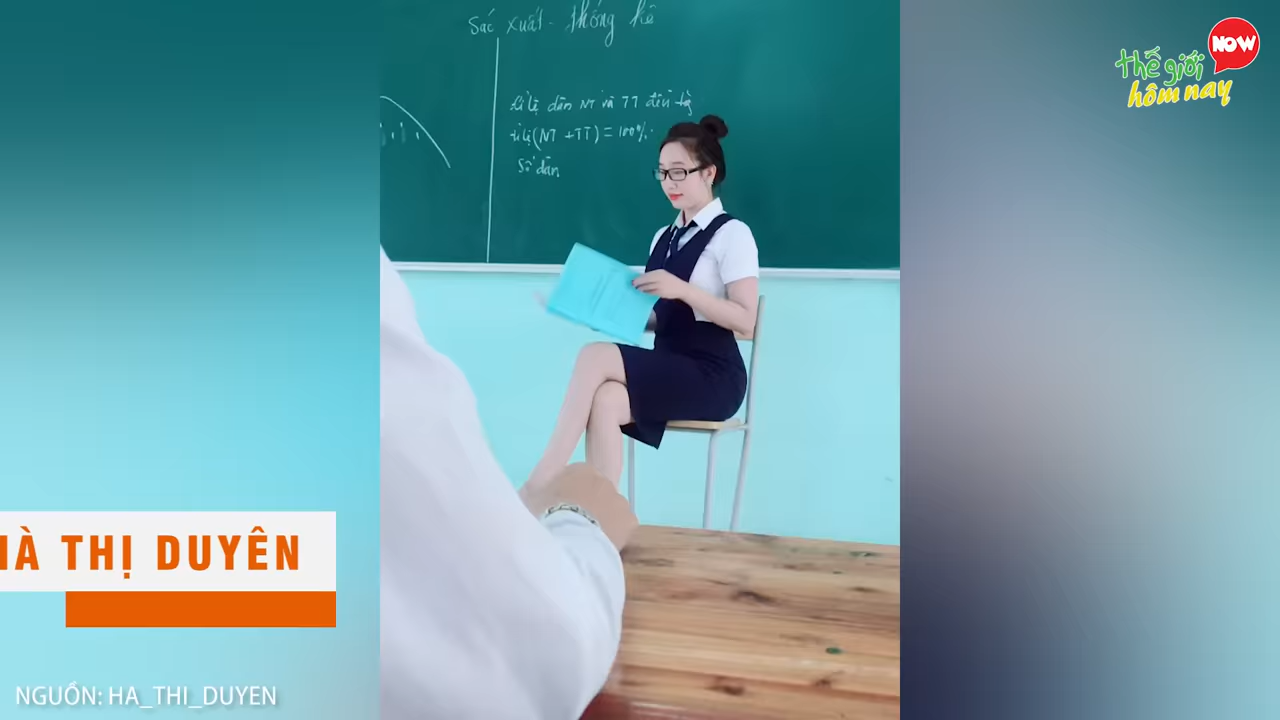 Sác xuất - thống kê
tỉ lệ dân NT và TT đều
tỉ lệ (NT + TT) = 100%.
Số dân
thế giới
hôm nay
NOW
HÀ THỊ DUYÊN
NGUỒN: HA_THI_DUYEN